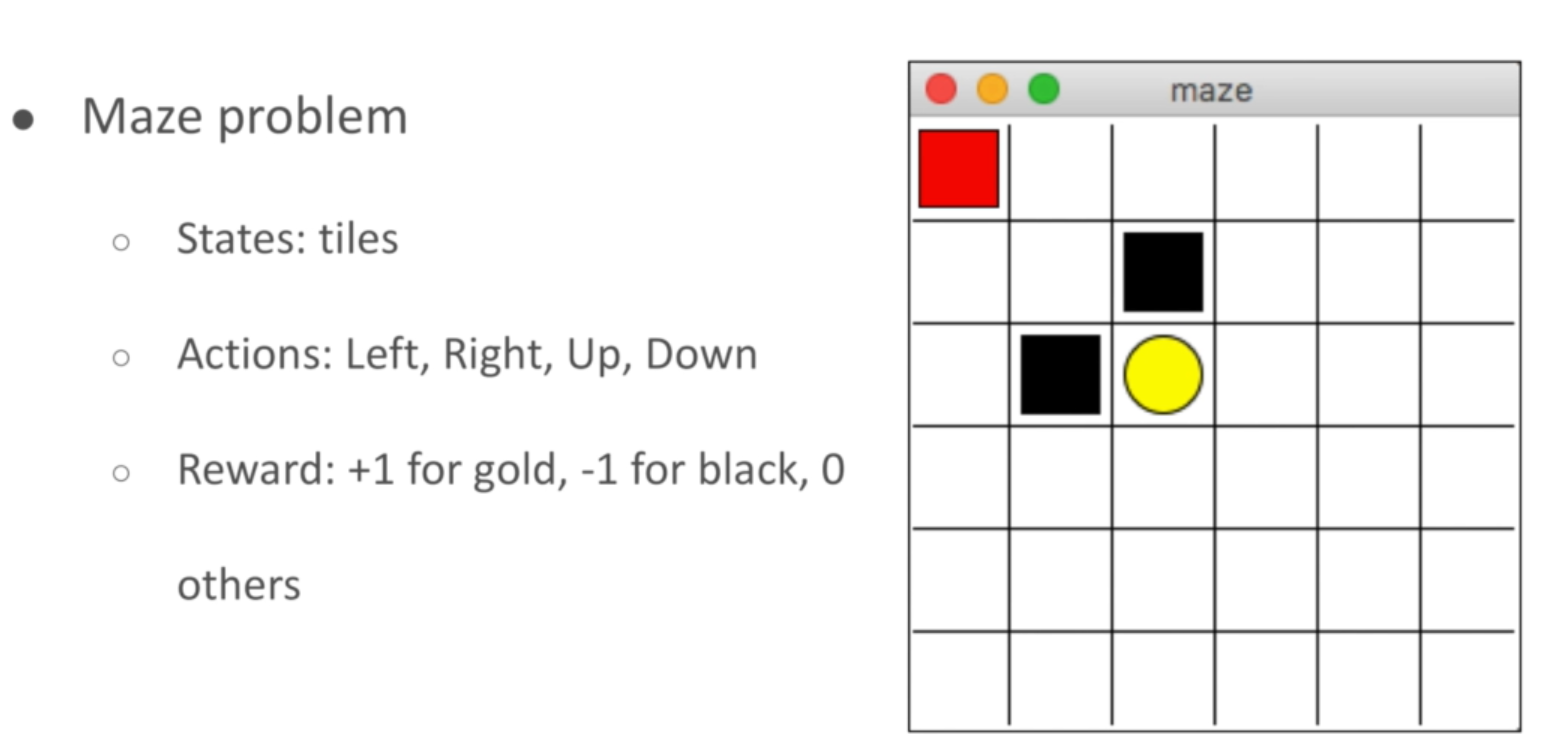 ● Maze problem
○ States: tiles
○ Actions: Left, Right, Up, Down
○ Reward: +1 for gold, -1 for black, 0
others
maze